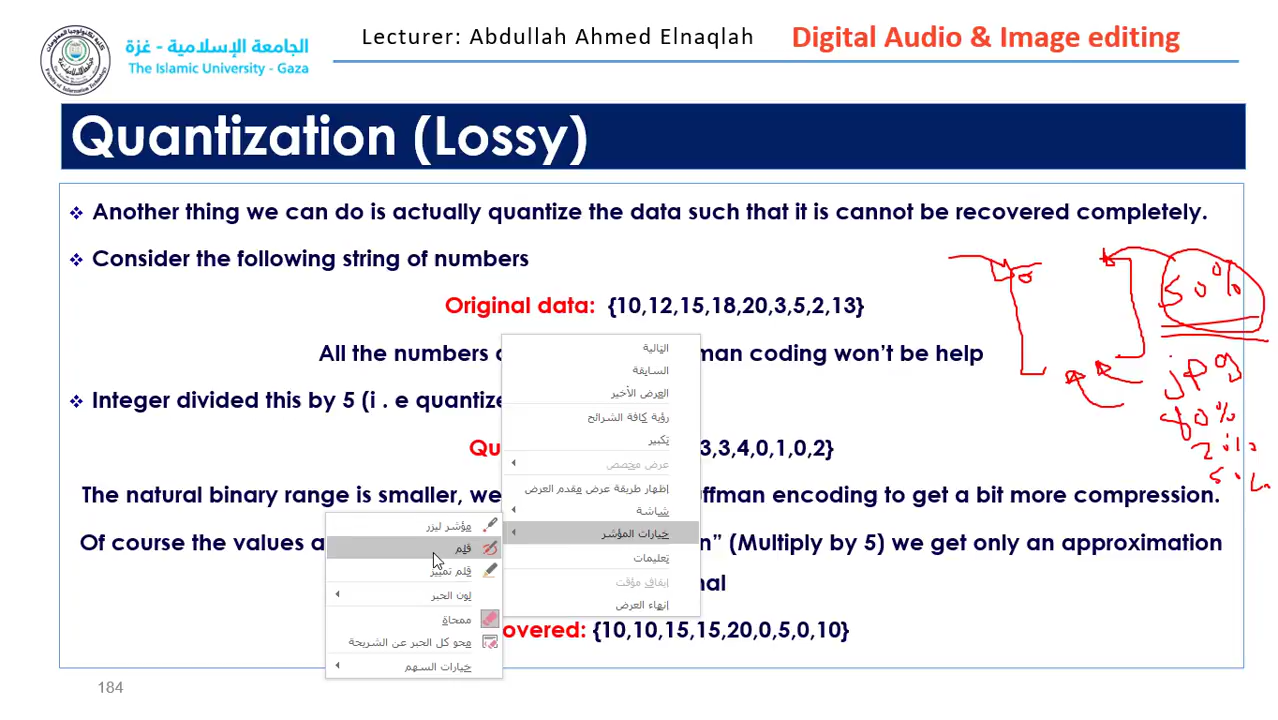 الجامعة الإسلامية - غزة
The Islamic University - Gaza
Lecturer: Abdullah Ahmed Elnaqlah
Digital Audio & Image editing
Quantization (Lossy)
Another thing we can do is actually quantize the data such that it is cannot be recovered completely.
Consider the following string of numbers
Original data: {10,12,15,18,20,3,5,2,13}
All the numbers man coding won't be help
Integer divided this by 5 (i . e quantize
3,3,4,0,1,0,2}
The natural binary range is smaller, we ffman encoding to get a bit more compression.
Of course the values a n" (Multiply by 5) we get only an approximation
nal
overed: {10,10,15,15,20,0,5,0,10}
التالية
السابقة
العرض الأخير
رؤية كافة الشرائح
تكبير
عرض مخصص
إظهار طريقة عرض مقدم العرض
شاشة
خيارات المؤشر
تعليمات
إيقاف مؤقت
إنهاء العرض
مؤشر ليزر
قلم
قلم تمييز
لون الحبر
ممحاة
محو كل الحبر عن الشريحة
خيارات السهم
50%
jpg
184